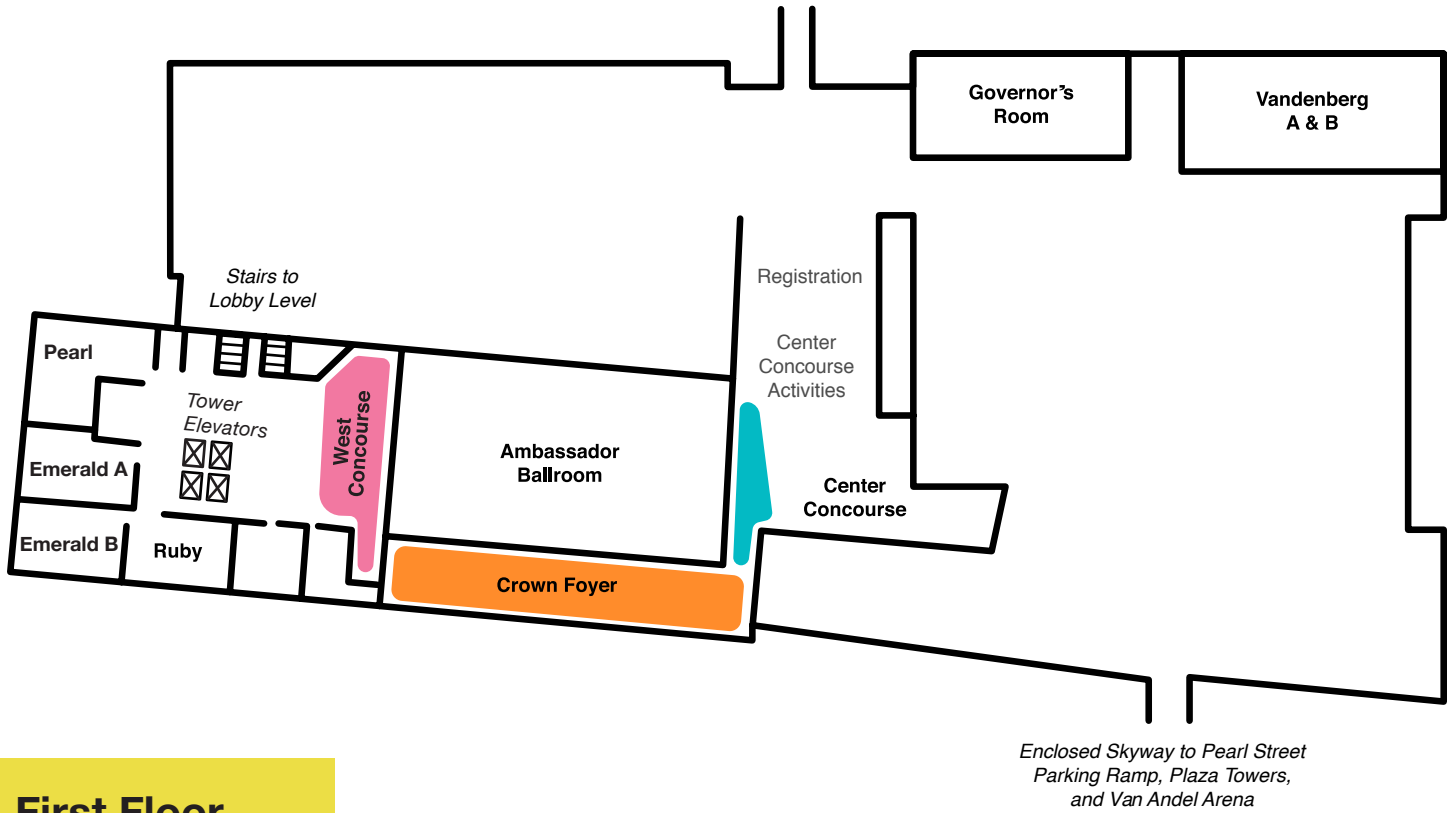 Governor's
Room
Vandenberg
A & B
Stairs to
Lobby Level
Registration
Center
Concourse
Activities
Pearl
Tower
Elevators
West
Concourse
Ambassador
Ballroom
Emerald A
Center
Concourse
Emerald B
Ruby
Crown Foyer
Enclosed Skyway to Pearl Street
Parking Ramp, Plaza Towers,
and Van Andel Arena
First Floor